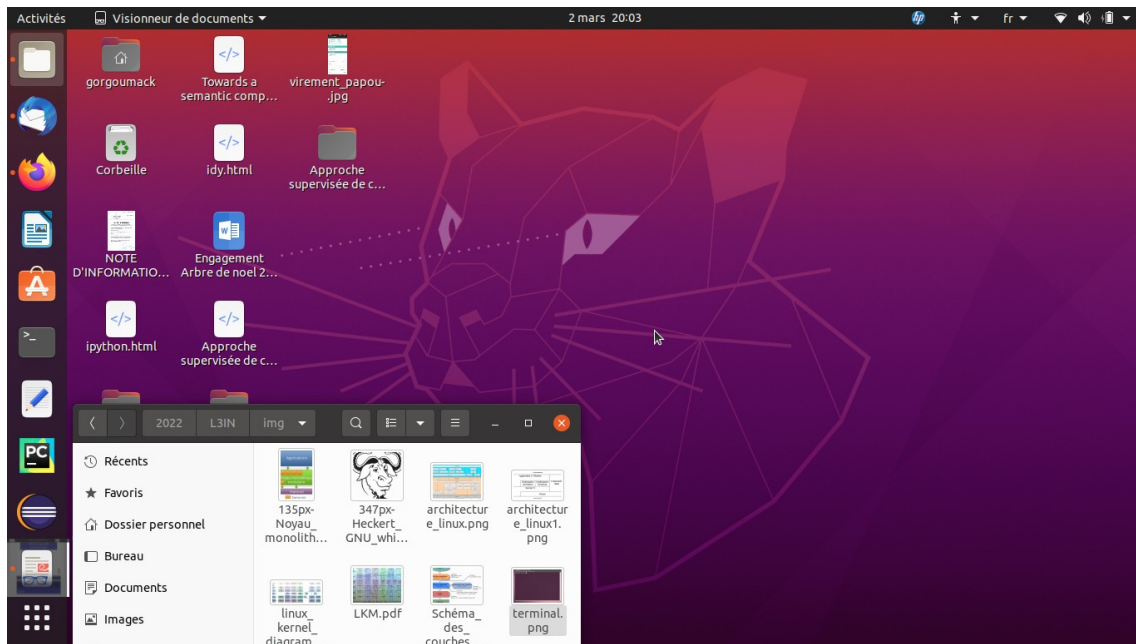 Activités
Visionneur de documents
2 mars 20:03
fr
gorgoumack
Towards a
semantic comp…
virement_papou-
.jpg
Corbeille
idy.html
Approche
supervisée de c…
NOTE
D'INFORMATIO…
Engagement
Arbre de noel 2…
ipython.html
Approche
supervisée de c…
2022
L3IN
img
Récents
Favoris
Dossier personnel
Bureau
Documents
Images
135px-
Noyau_
monolith…
347px-
Heckert_
GNU_whi…
architectur
e_linux.png
architectur
e_linux1.
png
linux_
kernel_
diagram…
LKM.pdf
Schéma_
des_
couches…
terminal.
png
hp
>_
PC
W